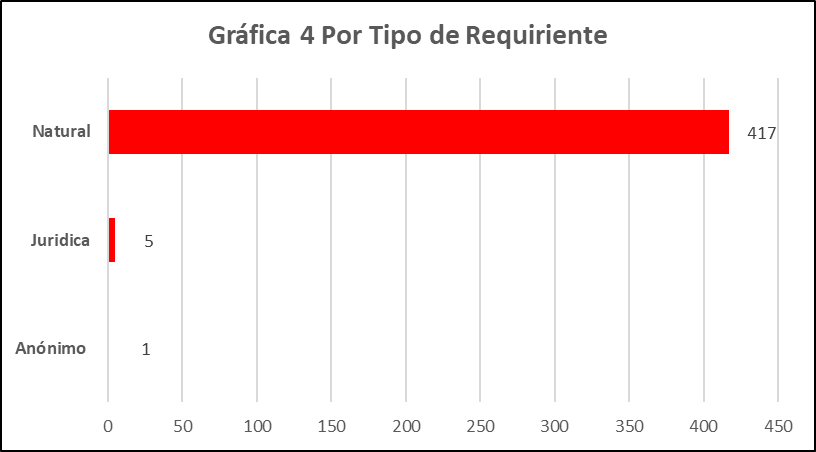 Gráfica 4 Por Tipo de Requiriente
Natural
417
Juridica
5
Anónimo
1
0 50 100 150 200 250 300 350 400 450